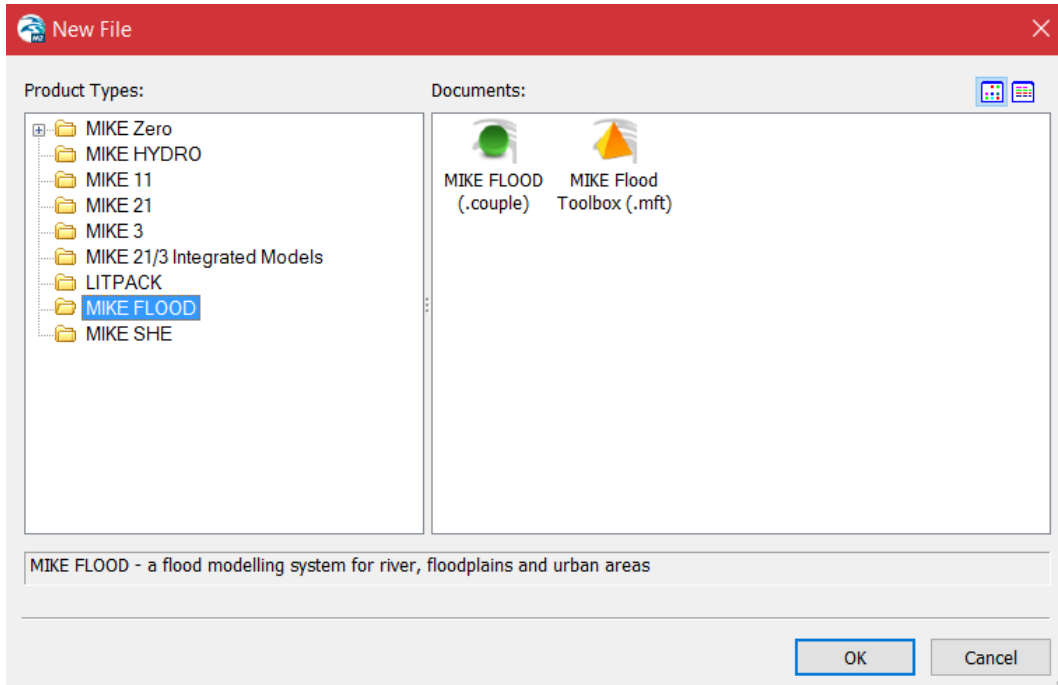 New File
Product Types:
MIKE Zero
MIKE HYDRO
MIKE 11
MIKE 21
MIKE 3
MIKE 21/3 Integrated Models
LITPACK
MIKE FLOOD
MIKE SHE
Documents:
MIKE FLOOD
(.couple)
MIKE Flood
Toolbox (.mft)
MIKE FLOOD - a flood modelling system for river, floodplains and urban areas
OK
Cancel